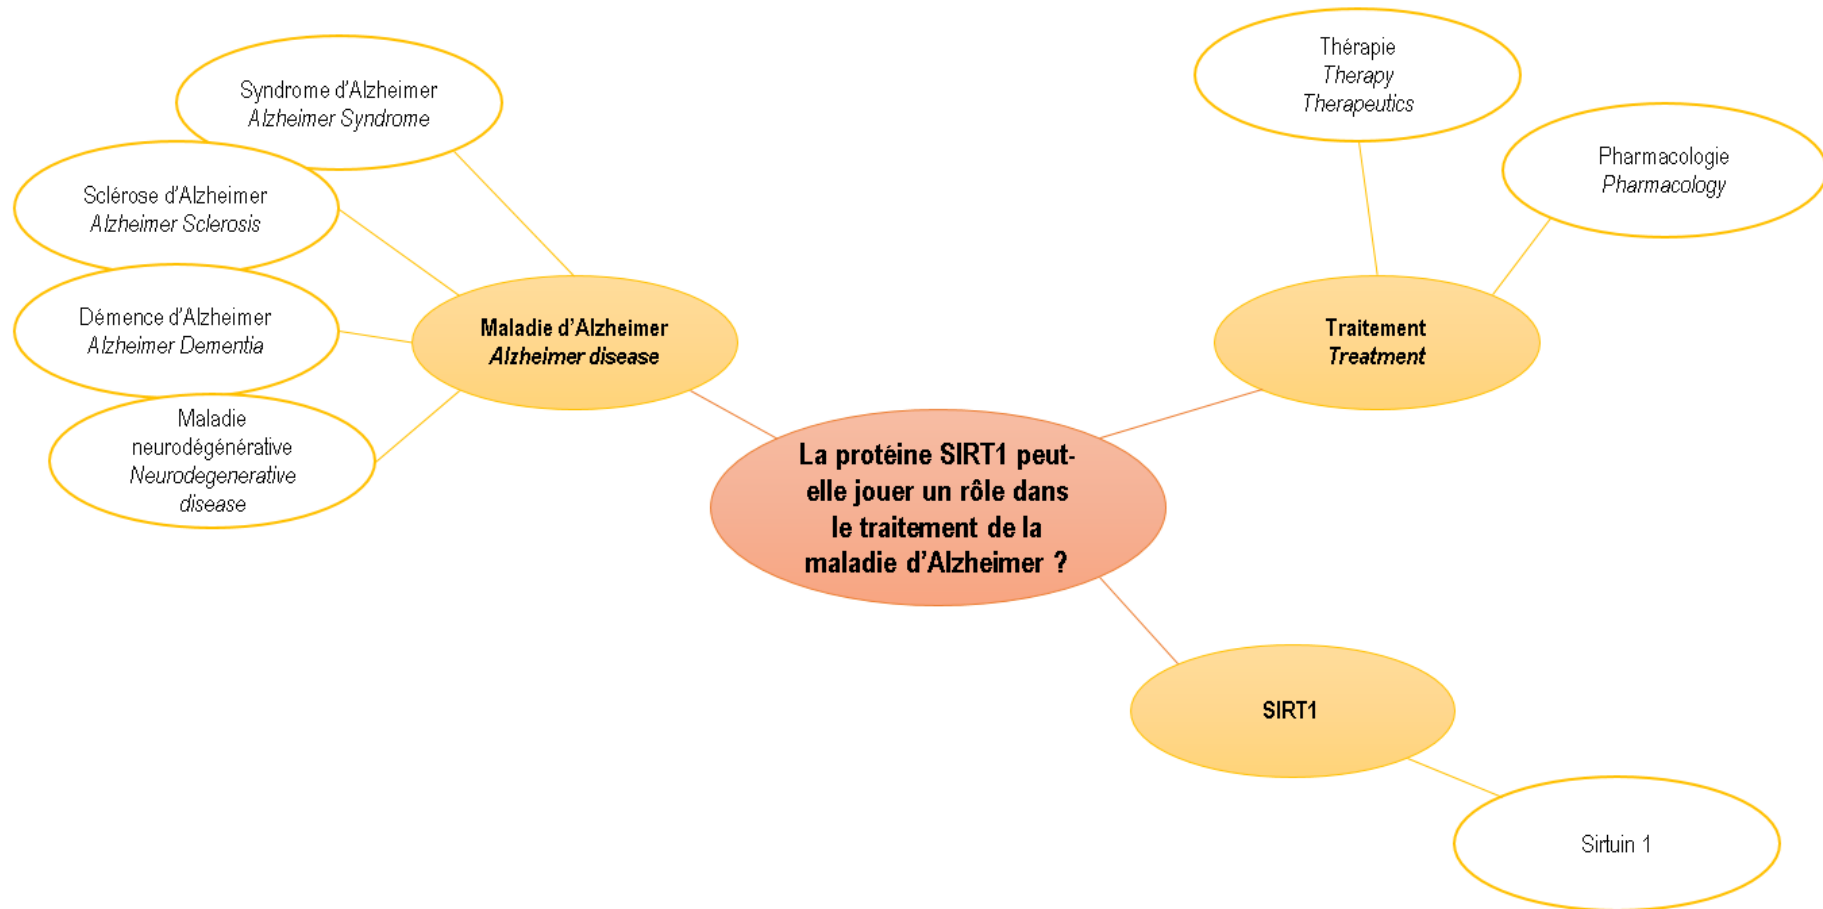 Syndrome d'Alzheimer
Alzheimer Syndrome
Sclérose d'Alzheimer
Alzheimer Sclerosis
Démence d'Alzheimer
Alzheimer Dementia
Maladie
neurodégénérative
Neurodegenerative
disease
Maladie d'Alzheimer
Alzheimer disease
Thérapie
Therapy
Therapeutics
Pharmacologie
Pharmacology
Traitement
Treatment
La protéine SIRT1 peut-
elle jouer un rôle dans
le traitement de la
maladie d'Alzheimer ?
SIRT1
Sirtuin 1